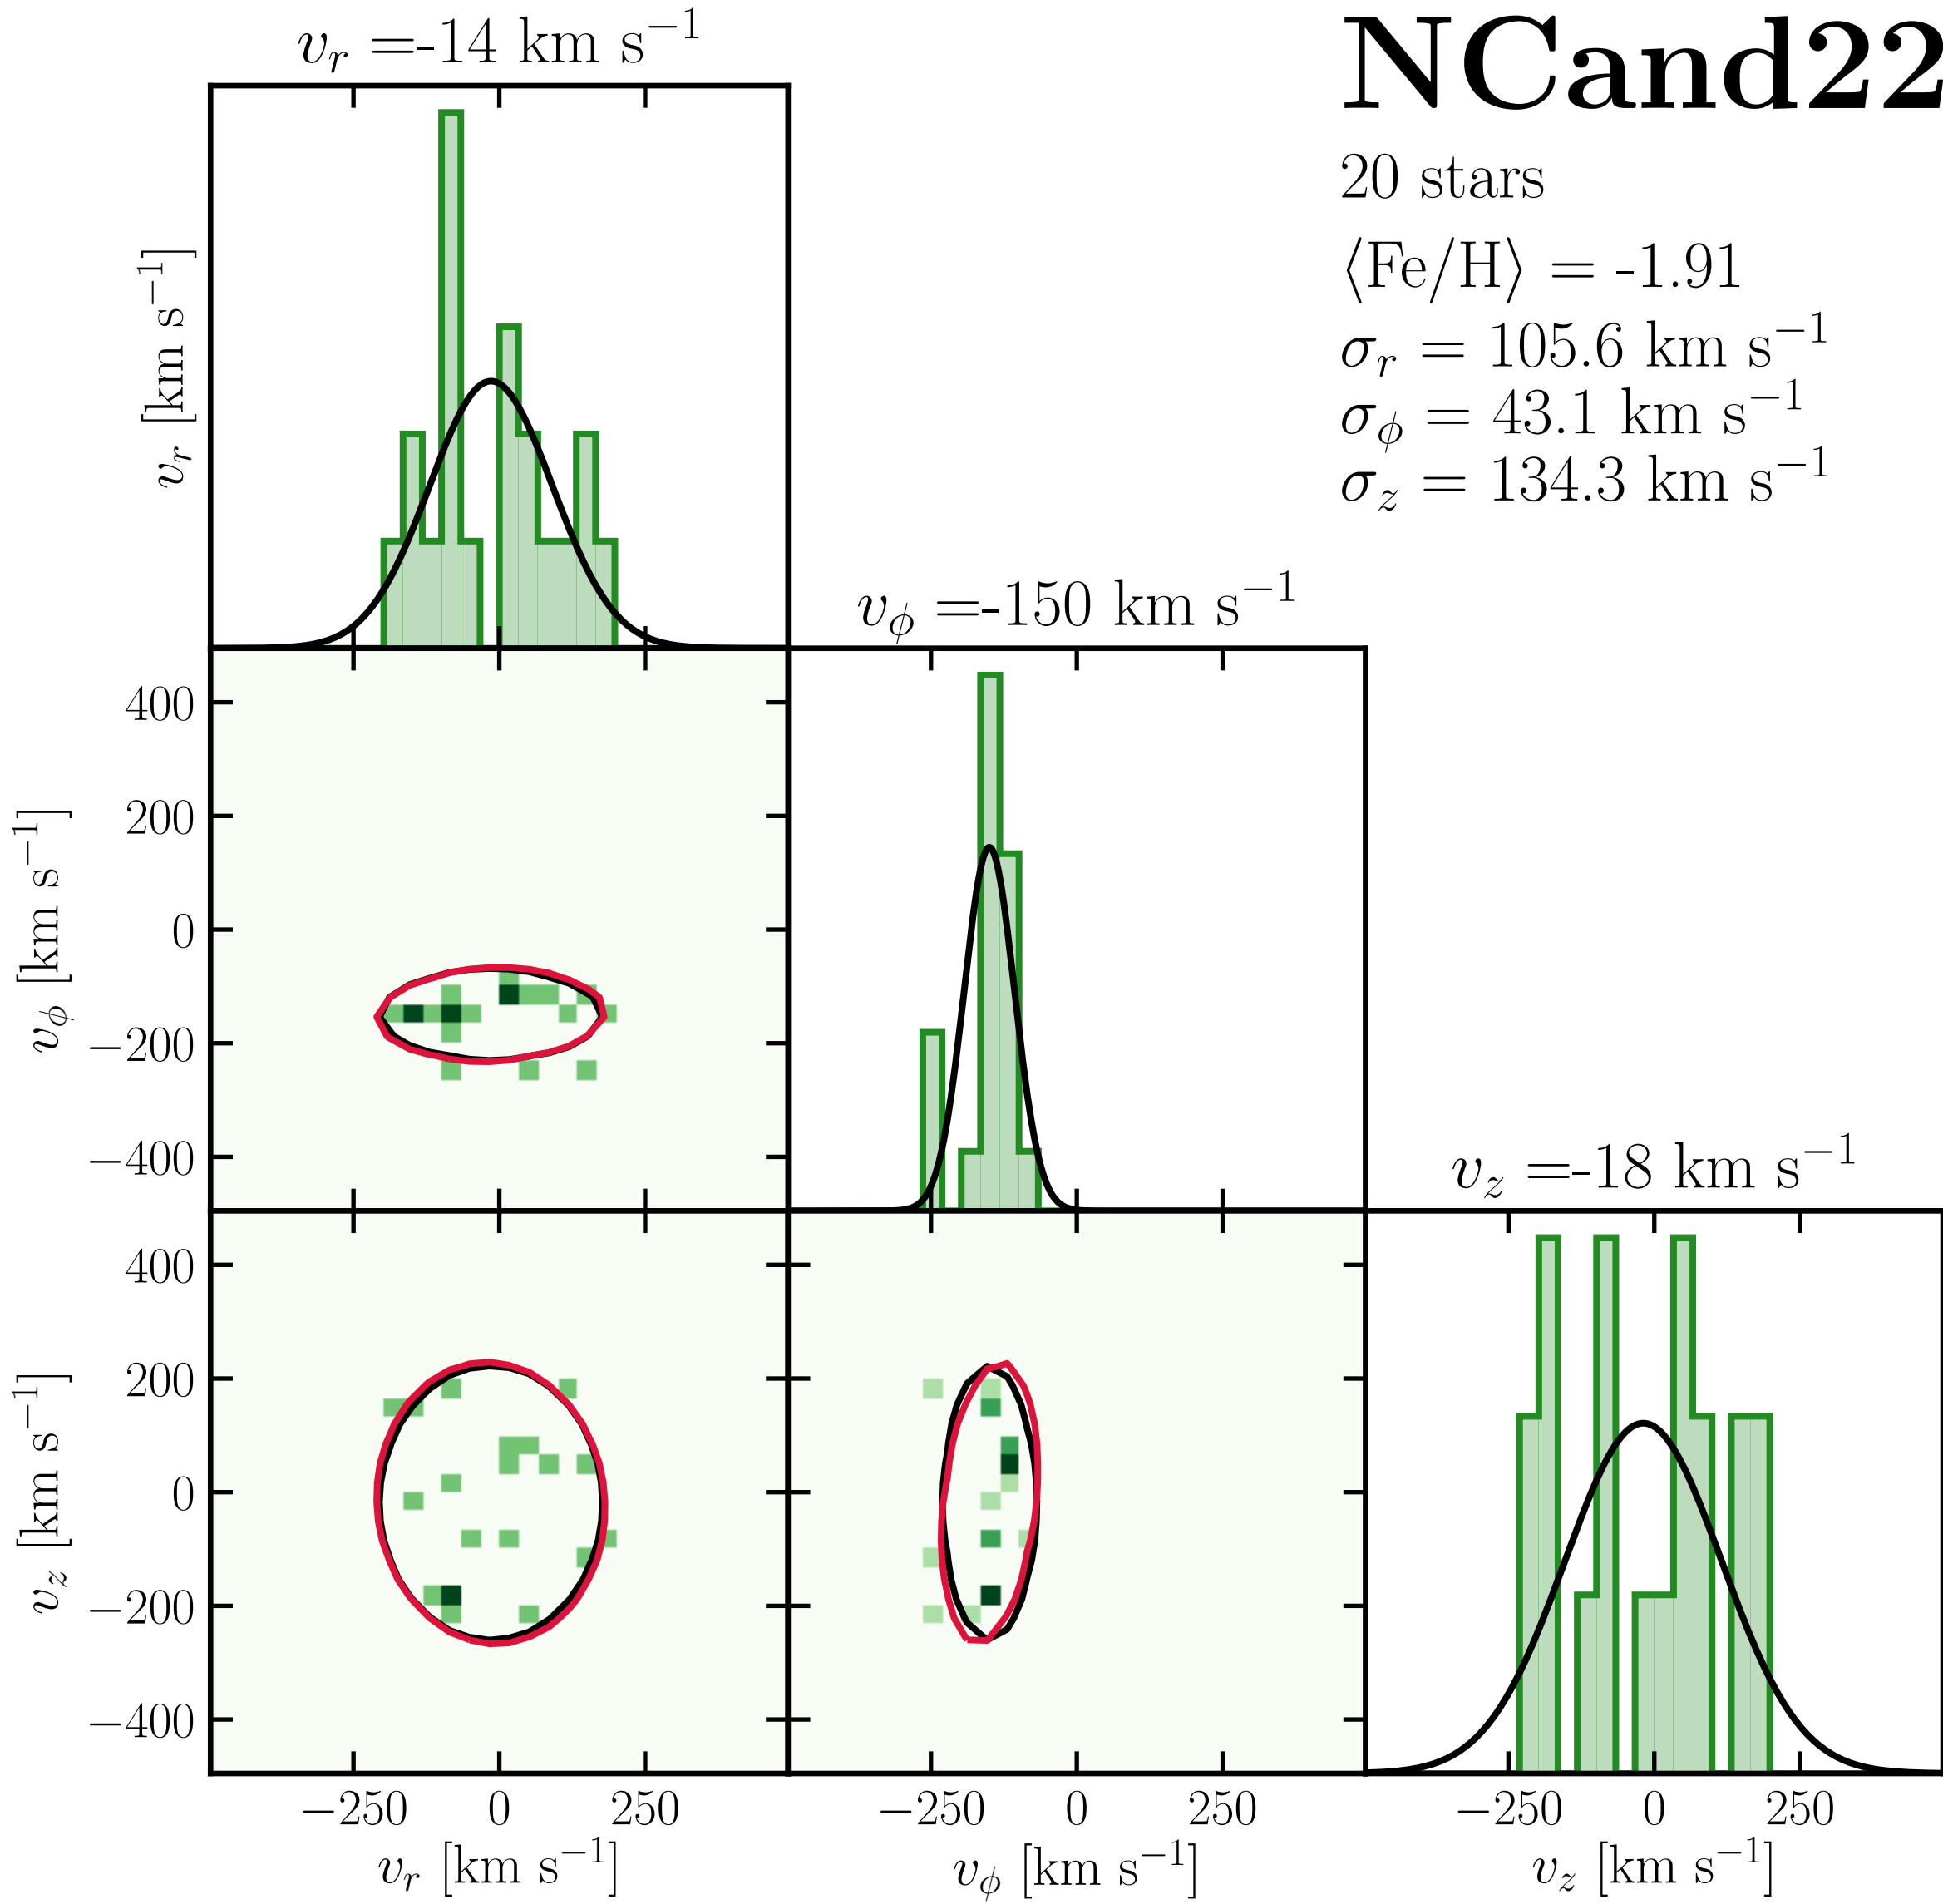 NCand22
20 stars
⟨Fe/H⟩ = -1.91
σ_r = 105.6 km s⁻¹
σ_ϕ = 43.1 km s⁻¹
σ_z = 134.3 km s⁻¹
v_r =-14 km s⁻¹
v_r [km s⁻¹]
v_ϕ =-150 km s⁻¹
400
200
0
−200
−400
v_ϕ [km s⁻¹]
v_z =-18 km s⁻¹
400
200
0
−200
−400
v_z [km s⁻¹]
−250 0 250
−250 0 250
−250 0 250
v_r [km s⁻¹]
v_ϕ [km s⁻¹]
v_z [km s⁻¹]